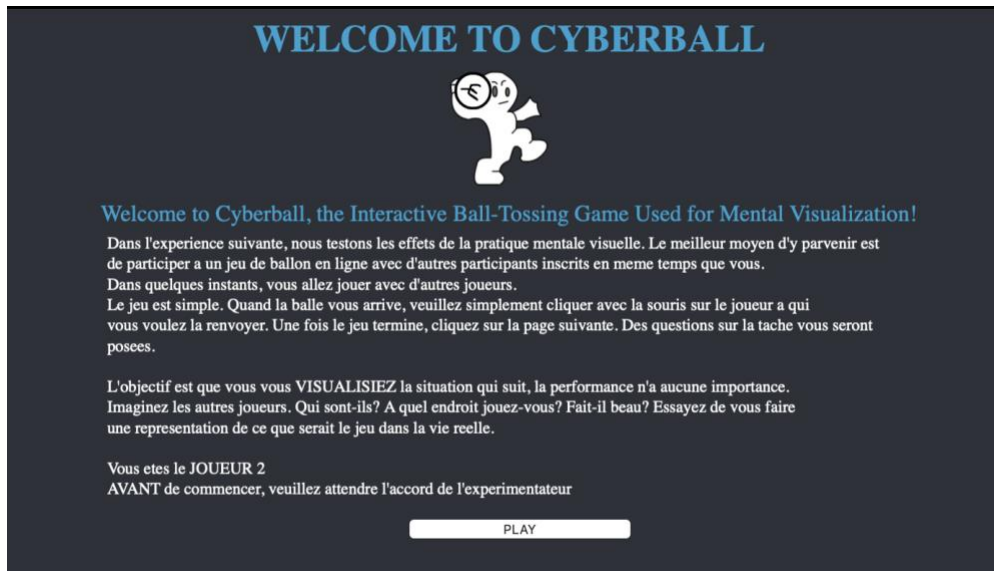 WELCOME TO CYBERBALL
Welcome to Cyberball, the Interactive Ball-Tossing Game Used for Mental Visualization!
Dans l'experience suivante, nous testons les effets de la pratique mentale visuelle. Le meilleur moyen d'y parvenir est
de participer a un jeu de ballon en ligne avec d'autres participants inscrits en meme temps que vous.
Dans quelques instants, vous allez jouer avec d'autres joueurs.
Le jeu est simple. Quand la balle vous arrive, veuillez simplement cliquer avec la souris sur le joueur a qui
vous voulez la renvoyer. Une fois le jeu termine, cliquez sur la page suivante. Des questions sur la tache vous seront
posees.
L'objectif est que vous vous VISUALISIEZ la situation qui suit, la performance n'a aucune importance.
Imaginez les autres joueurs. Qui sont-ils? A quel endroit jouez-vous? Fait-il beau? Essayez de vous faire
une representation de ce que serait le jeu dans la vie reelle.
Vous etes le JOUEUR 2
AVANT de commencer, veuillez attendre l'accord de l'experimentateur
PLAY